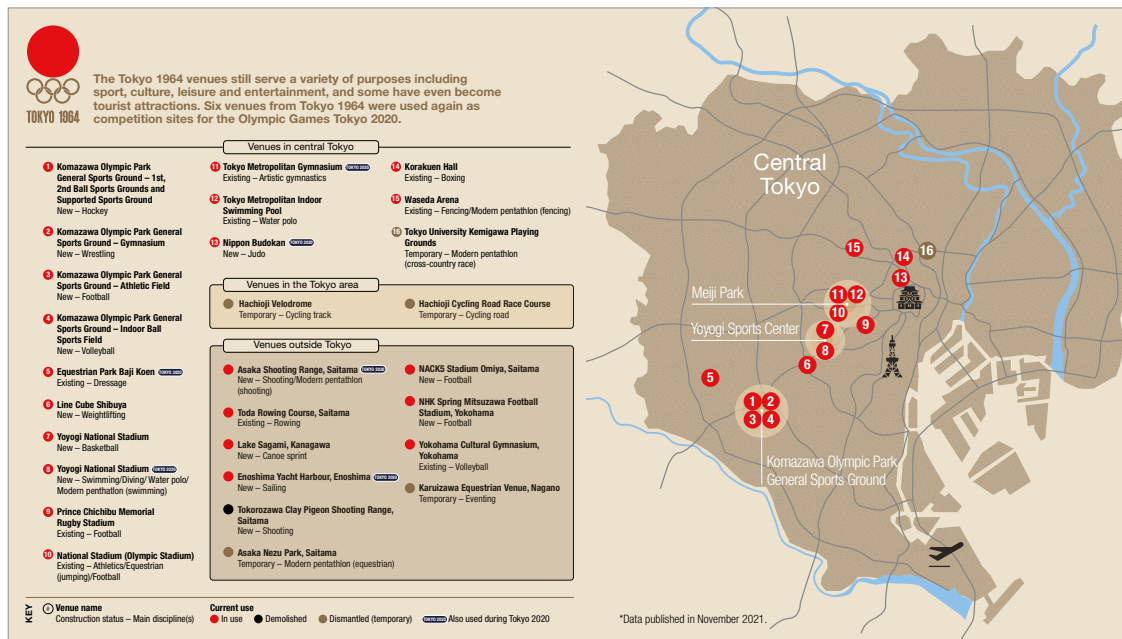 TOKYO 1964
The Tokyo 1964 venues still serve a variety of purposes including
sport, culture, leisure and entertainment, and some have even become
tourist attractions. Six venues from Tokyo 1964 were used again as
competition sites for the Olympic Games Tokyo 2020.
Venues in central Tokyo
1 Komazawa Olympic Park
General Sports Ground – 1st,
2nd Ball Sports Grounds and
Supported Sports Ground
New – Hockey
2 Komazawa Olympic Park General
Sports Ground – Gymnasium
New – Wrestling
3 Komazawa Olympic Park General
Sports Ground – Athletic Field
New – Football
4 Komazawa Olympic Park General
Sports Ground – Indoor Ball
Sports Field
New – Volleyball
5 Equestrian Park Baji Koen TOKYO 2020
Existing – Dressage
6 Line Cube Shibuya
New – Weightlifting
7 Yoyogi National Stadium
New – Basketball
8 Yoyogi National Stadium TOKYO 2020
New – Swimming/Diving/ Water polo/
Modern penthatlon (swimming)
9 Prince Chichibu Memorial
Rugby Stadium
Existing – Football
10 National Stadium (Olympic Stadium)
Existing – Athletics/Equestrian
(jumping)/Football
11 Tokyo Metropolitan Gymnasium TOKYO 2020
Existing – Artistic gymnastics
12 Tokyo Metropolitan Indoor
Swimming Pool
Existing – Water polo
13 Nippon Budokan TOKYO 2020
New – Judo
14 Korakuen Hall
Existing – Boxing
15 Waseda Arena
Existing – Fencing/Modern pentathlon (fencing)
16 Tokyo University Kemigawa Playing
Grounds
Temporary – Modern pentathlon
(cross-country race)
Venues in the Tokyo area
Hachioji Velodrome
Temporary – Cycling track
Hachioji Cycling Road Race Course
Temporary – Cycling road
Venues outside Tokyo
Asaka Shooting Range, Saitama TOKYO 2020
New – Shooting/Modern pentathlon
(shooting)
Toda Rowing Course, Saitama
Existing – Rowing
Lake Sagami, Kanagawa
New – Canoe sprint
Enoshima Yacht Harbour, Enoshima TOKYO 2020
New – Sailing
Tokorozawa Clay Pigeon Shooting Range,
Saitama
New – Shooting
Asaka Nezu Park, Saitama
Temporary – Modern pentathlon (equestrian)
NACK5 Stadium Omiya, Saitama
New – Football
NHK Spring Mitsuzawa Football
Stadium, Yokohama
New – Football
Yokohama Cultural Gymnasium,
Yokohama
Existing – Volleyball
Karuizawa Equestrian Venue, Nagano
Temporary – Eventing
KEY
# Venue name
Construction status – Main discipline(s)
Current use
In use
Demolished
Dismantled (temporary)
TOKYO 2020 Also used during Tokyo 2020
Central
Tokyo
15
14
16
13
Meiji Park
11
12
10
Yoyogi Sports Center
7
9
8
6
5
1
2
3
4
Komazawa Olympic Park
General Sports Ground
*Data published in November 2021.